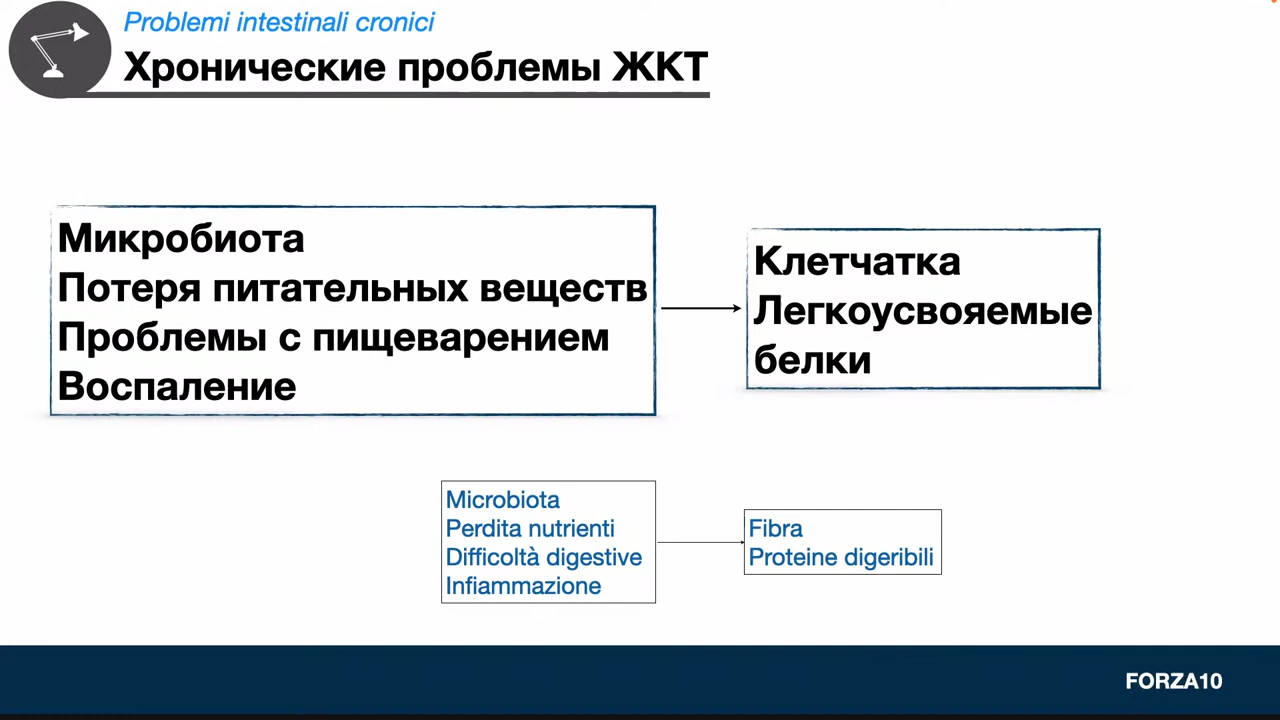 Problemi intestinali cronici
Хронические проблемы ЖКТ
Микробиота
Потеря питательных веществ
Проблемы с пищеварением
Воспаление
Клетчатка
Легкоусвояемые
белки
Microbiota
Perdita nutrienti
Difficoltà digestive
Infiammazione
Fibra
Proteine digeribili
FORZA10